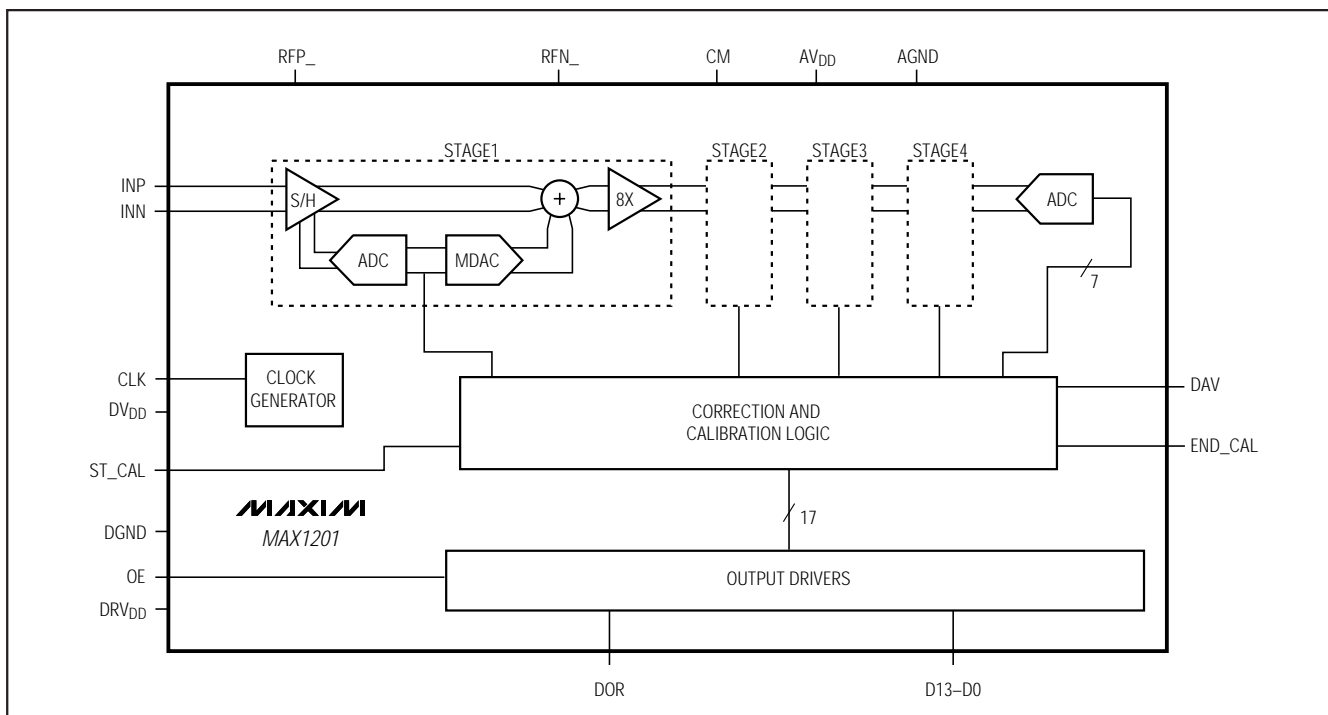 RFP_ RFN_ CM AVDD AGND
STAGE1 STAGE2 STAGE3 STAGE4
INP
INN
S/H
+
8X
ADC
ADC
MDAC
7
CLK
CLOCK
GENERATOR
DVDD
CORRECTION AND
CALIBRATION LOGIC
DAV
END_CAL
ST_CAL
MAXIM
MAX1201
DGND
17
OE
OUTPUT DRIVERS
DRVDD
DOR D13–D0